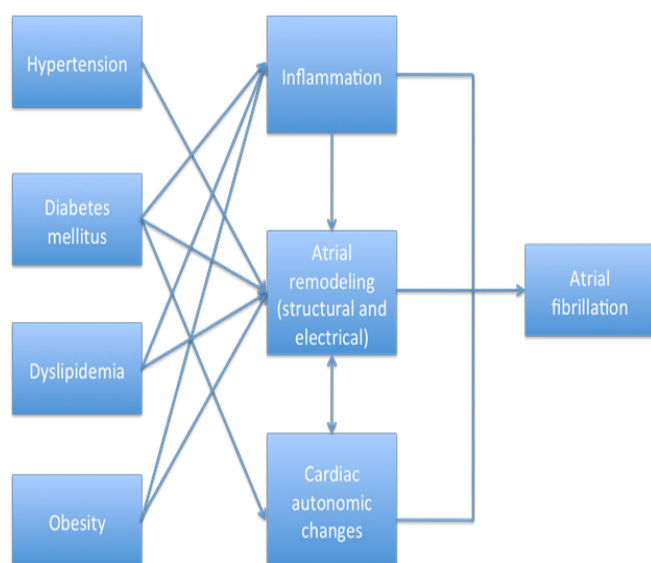 Hypertension
Inflammation
Diabetes
mellitus
Atrial
remodeling
(structural and
electrical)
Atrial
fibrillation
Dyslipidemia
Cardiac
autonomic
changes
Obesity